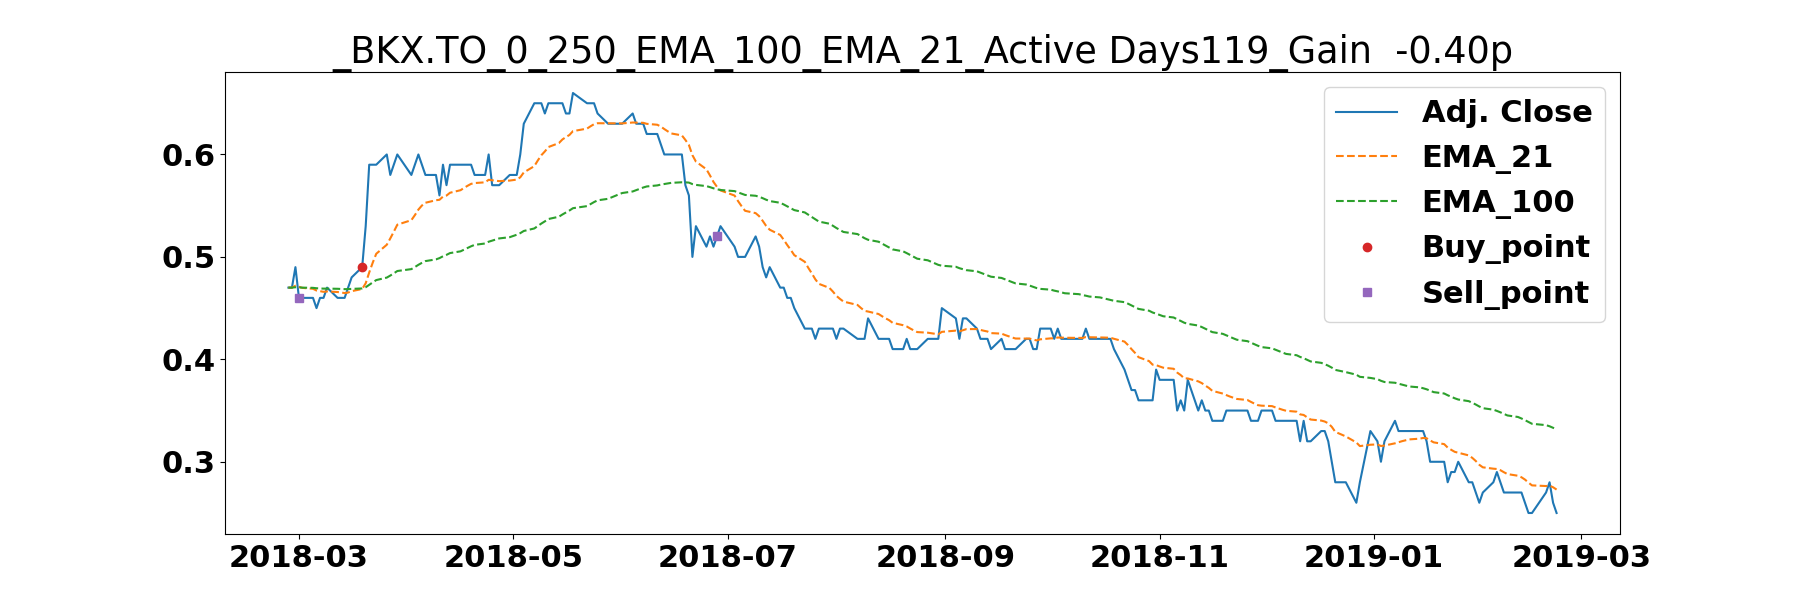 _BKX.TO_0_250_EMA_100_EMA_21_Active Days119_Gain  -0.40p
Adj. Close
EMA_21
EMA_100
Buy_point
Sell_point
0.6
0.5
0.4
0.3
2018-03 2018-05 2018-07 2018-09 2018-11 2019-01 2019-03